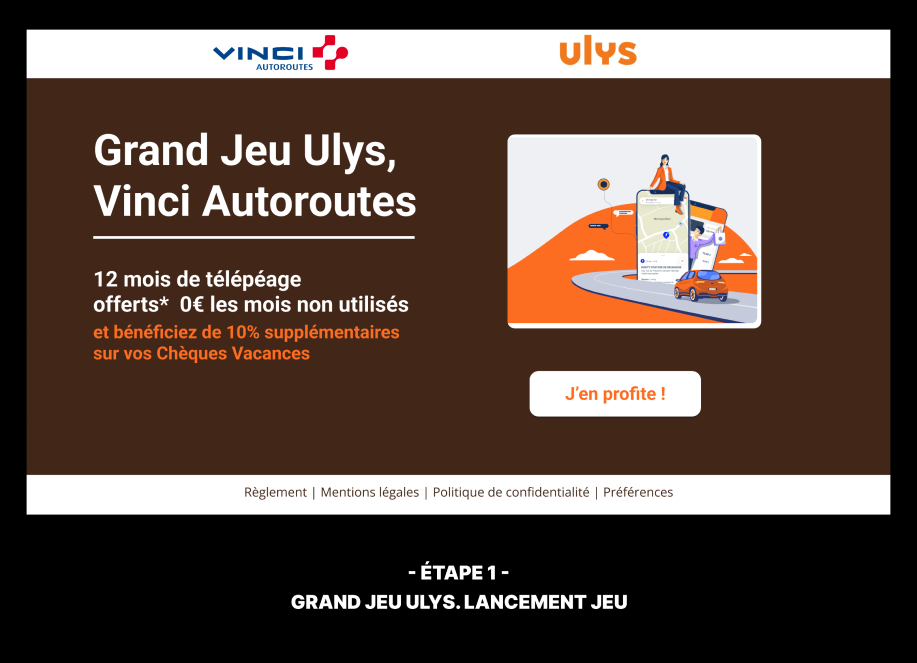 VINCI
AUTOROUTES
ulys
Grand Jeu Ulys,
Vinci Autoroutes
12 mois de télépéage
offerts* 0€ les mois non utilisés
et bénéficiez de 10% supplémentaires
sur vos Chèques Vacances
J’en profite !
Règlement | Mentions légales | Politique de confidentialité | Préférences
- ÉTAPE 1 -
GRAND JEU ULYS. LANCEMENT JEU